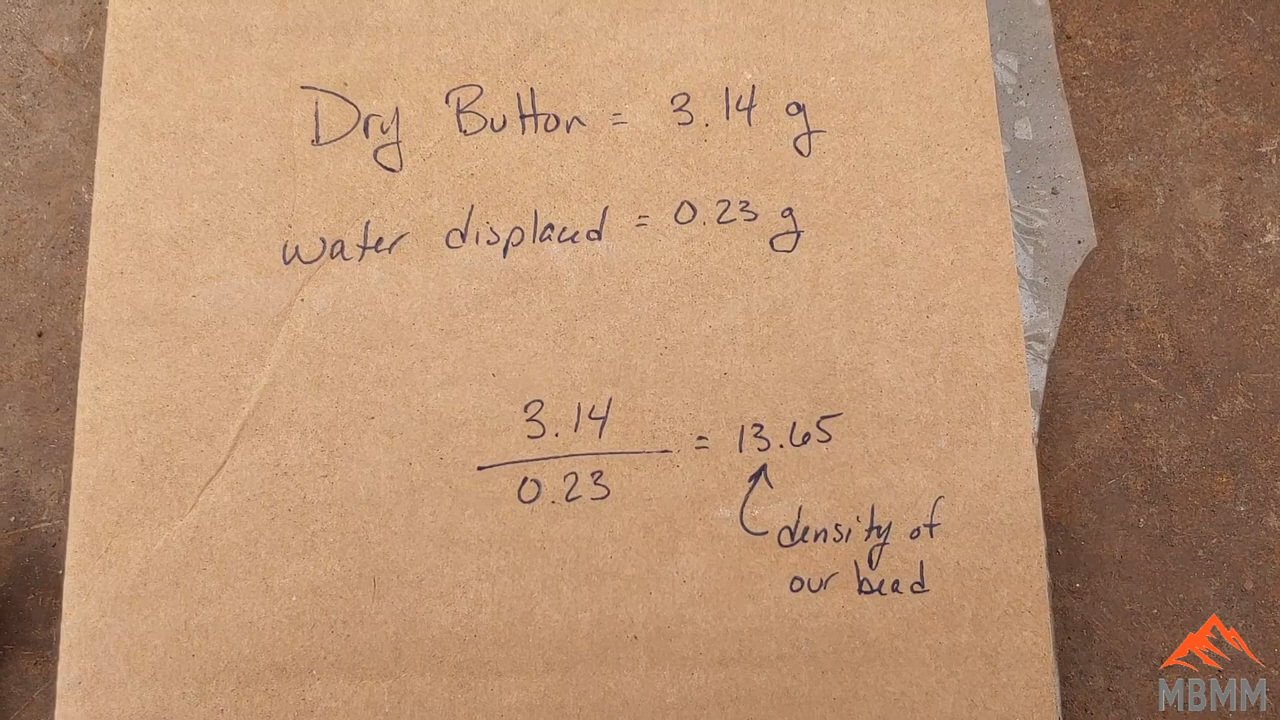 Dry Button = 3.14 g
water displaced = 0.23 g
3.14
0.23
= 13.65
density of
our bead
MBMM